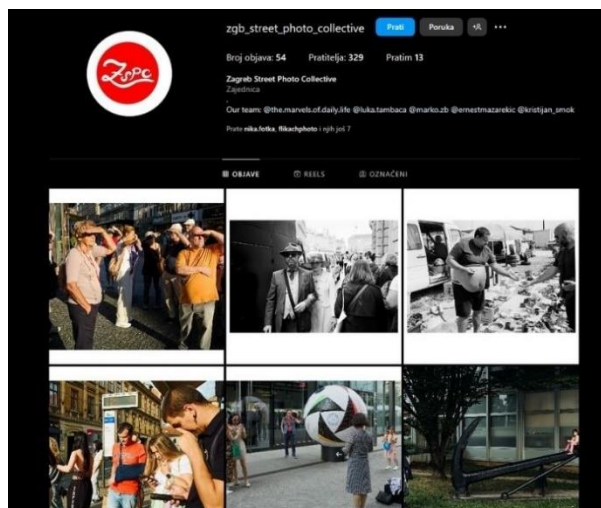 ZSPC
zgb_street_photo_collective Prati Poruka
Broj objava: 54 Pratitelja: 329 Pratim 13
Zagreb Street Photo Collective
Zajednica
.
Our team: @the.marvels.of.daily.life @luka.tambaca @marko.zb @ernestmazarekic @kristijan_smok
Prate nika.fotka, flikachphoto i njih još 7
OBJAVE REELS OZNAČENI